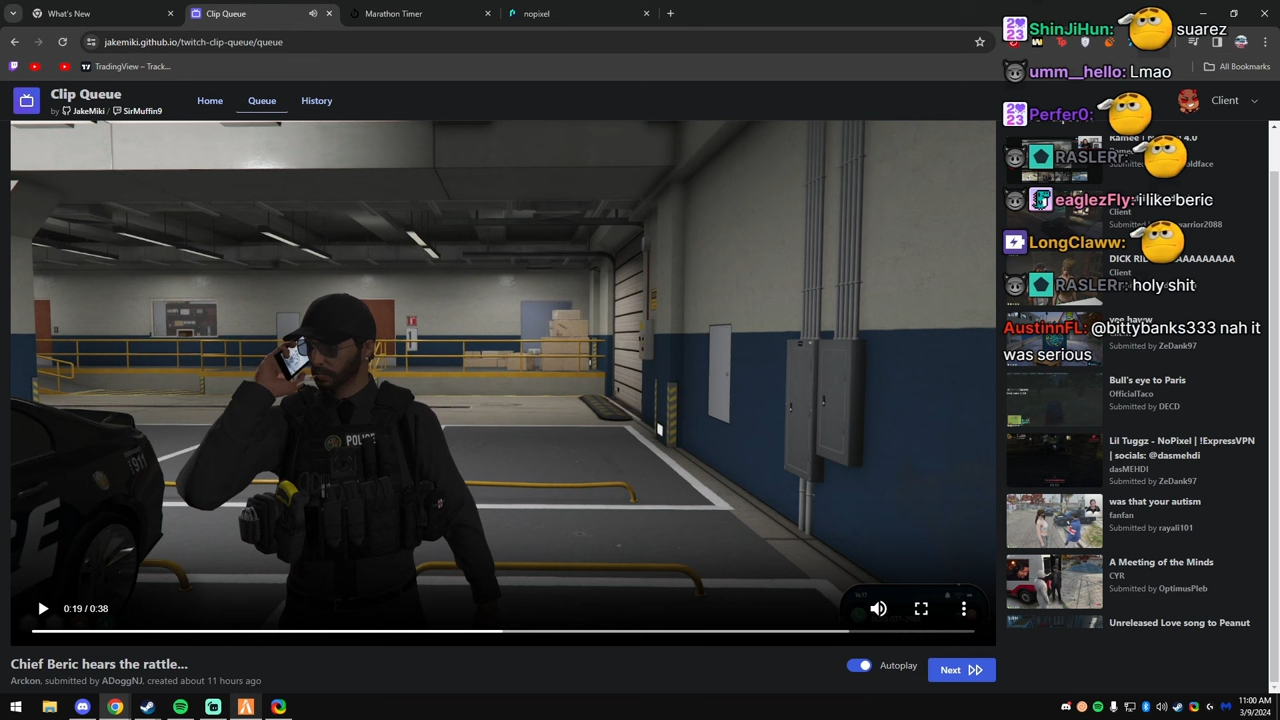 What's New
Clip Queue
Marathon Timer
nopixel
jakemiki.github.io/twitch-clip-queue/queue
TradingView – Track...
All Bookmarks
Clip Queue
by JakeMiki / SirMuffin9
Home
Queue
History
Client
ShinJiHun: suarez
umm__hello: Lmao
Perfer0:
RASLERr:
eaglezFly: i like beric
LongClaww:
RASLERr: holy shit
AustinnFL: @bittybanks333 nah it
was serious
Client
Client
Submitted by ZeDank97
Bull's eye to Paris
OfficialTaco
Submitted by DECD
Lil Tuggz - NoPixel | !ExpressVPN
| socials: @dasmehdi
dasMEHDI
Submitted by ZeDank97
was that your autism
fanfan
Submitted by rayali101
A Meeting of the Minds
CYR
Submitted by OptimusPleb
Unreleased Love song to Peanut
POLICE
911
0:19 / 0:38
Chief Beric hears the rattle...
Arckon, submitted by ADoggNJ, created about 11 hours ago
Autoplay
Next
11:00 AM
3/9/2024